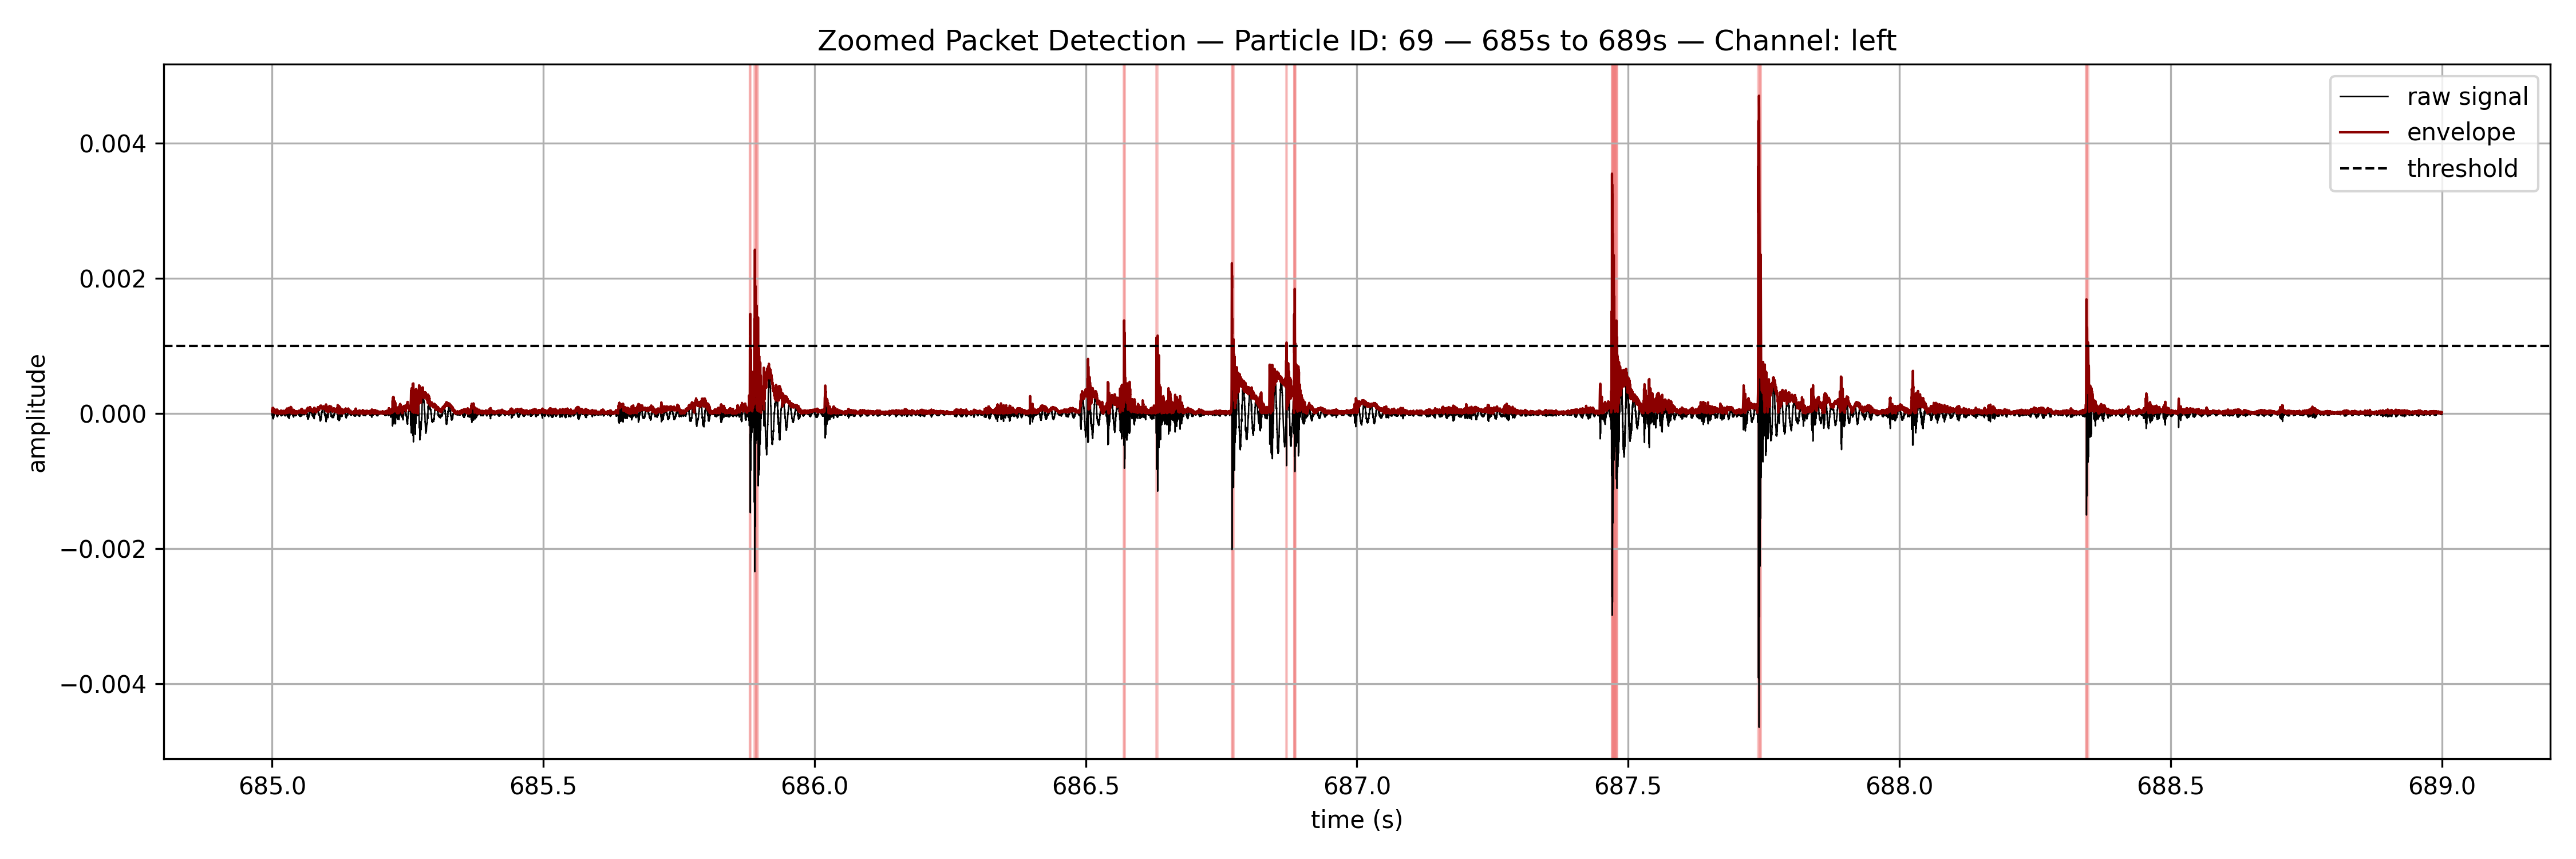 Zoomed Packet Detection — Particle ID: 69 — 685s to 689s — Channel: left
raw signal
envelope
threshold
0.004
0.002
0.000
−0.002
−0.004
amplitude
685.0 685.5 686.0 686.5 687.0 687.5 688.0 688.5 689.0
time (s)